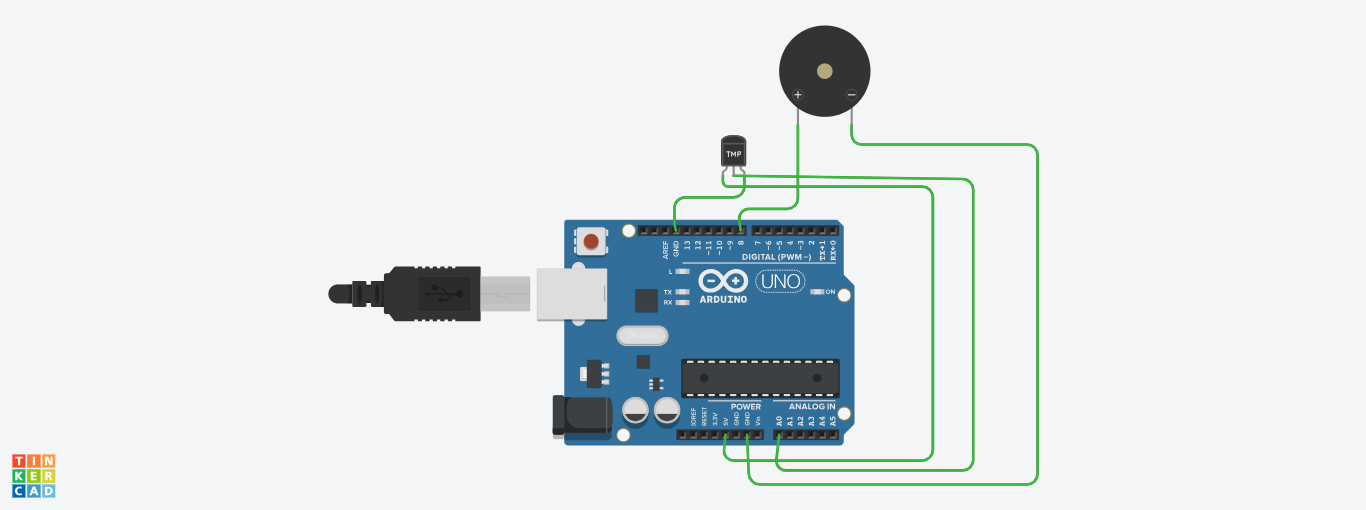 + −
TMP
AREF
GND
13
12
~11
~10
~9
8
7
~6
~5
4
~3
2
TX→1
RX←0
DIGITAL (PWM~)
L
TX
RX
ARDUINO
UNO
ON
POWER
ANALOG IN
IOREF
RESET
3.3V
5V
GND
GND
Vin
A0
A1
A2
A3
A4
A5
TIN
KER
CAD